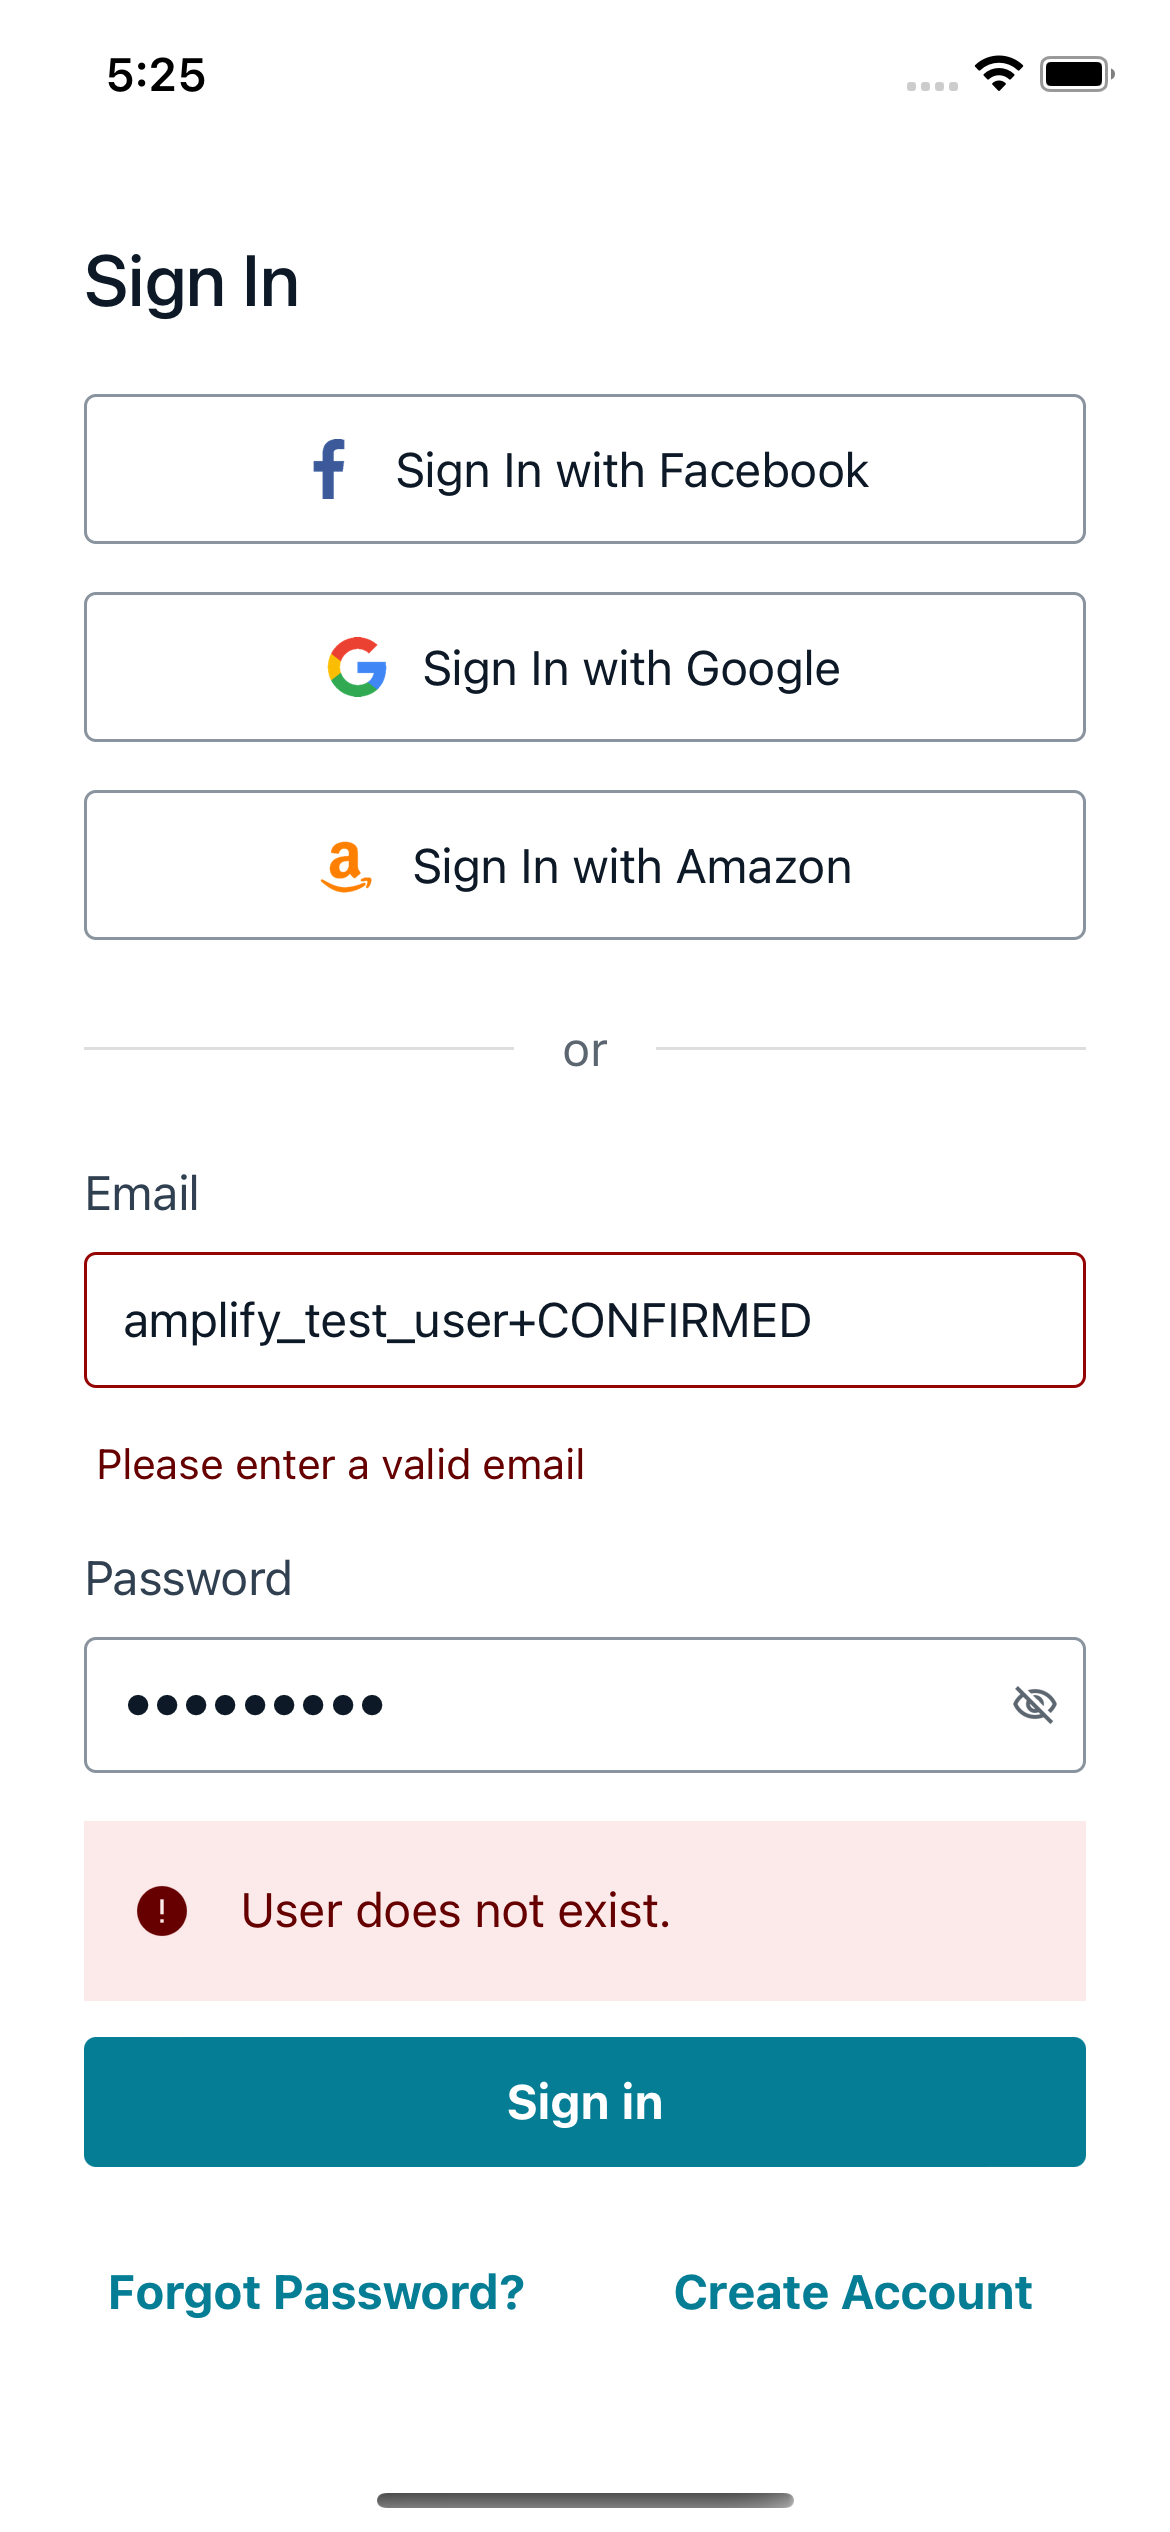 5:25
Sign In
Sign In with Facebook
Sign In with Google
Sign In with Amazon
or
Email
amplify_test_user+CONFIRMED
Please enter a valid email
Password
•••••••••
User does not exist.
Sign in
Forgot Password? Create Account